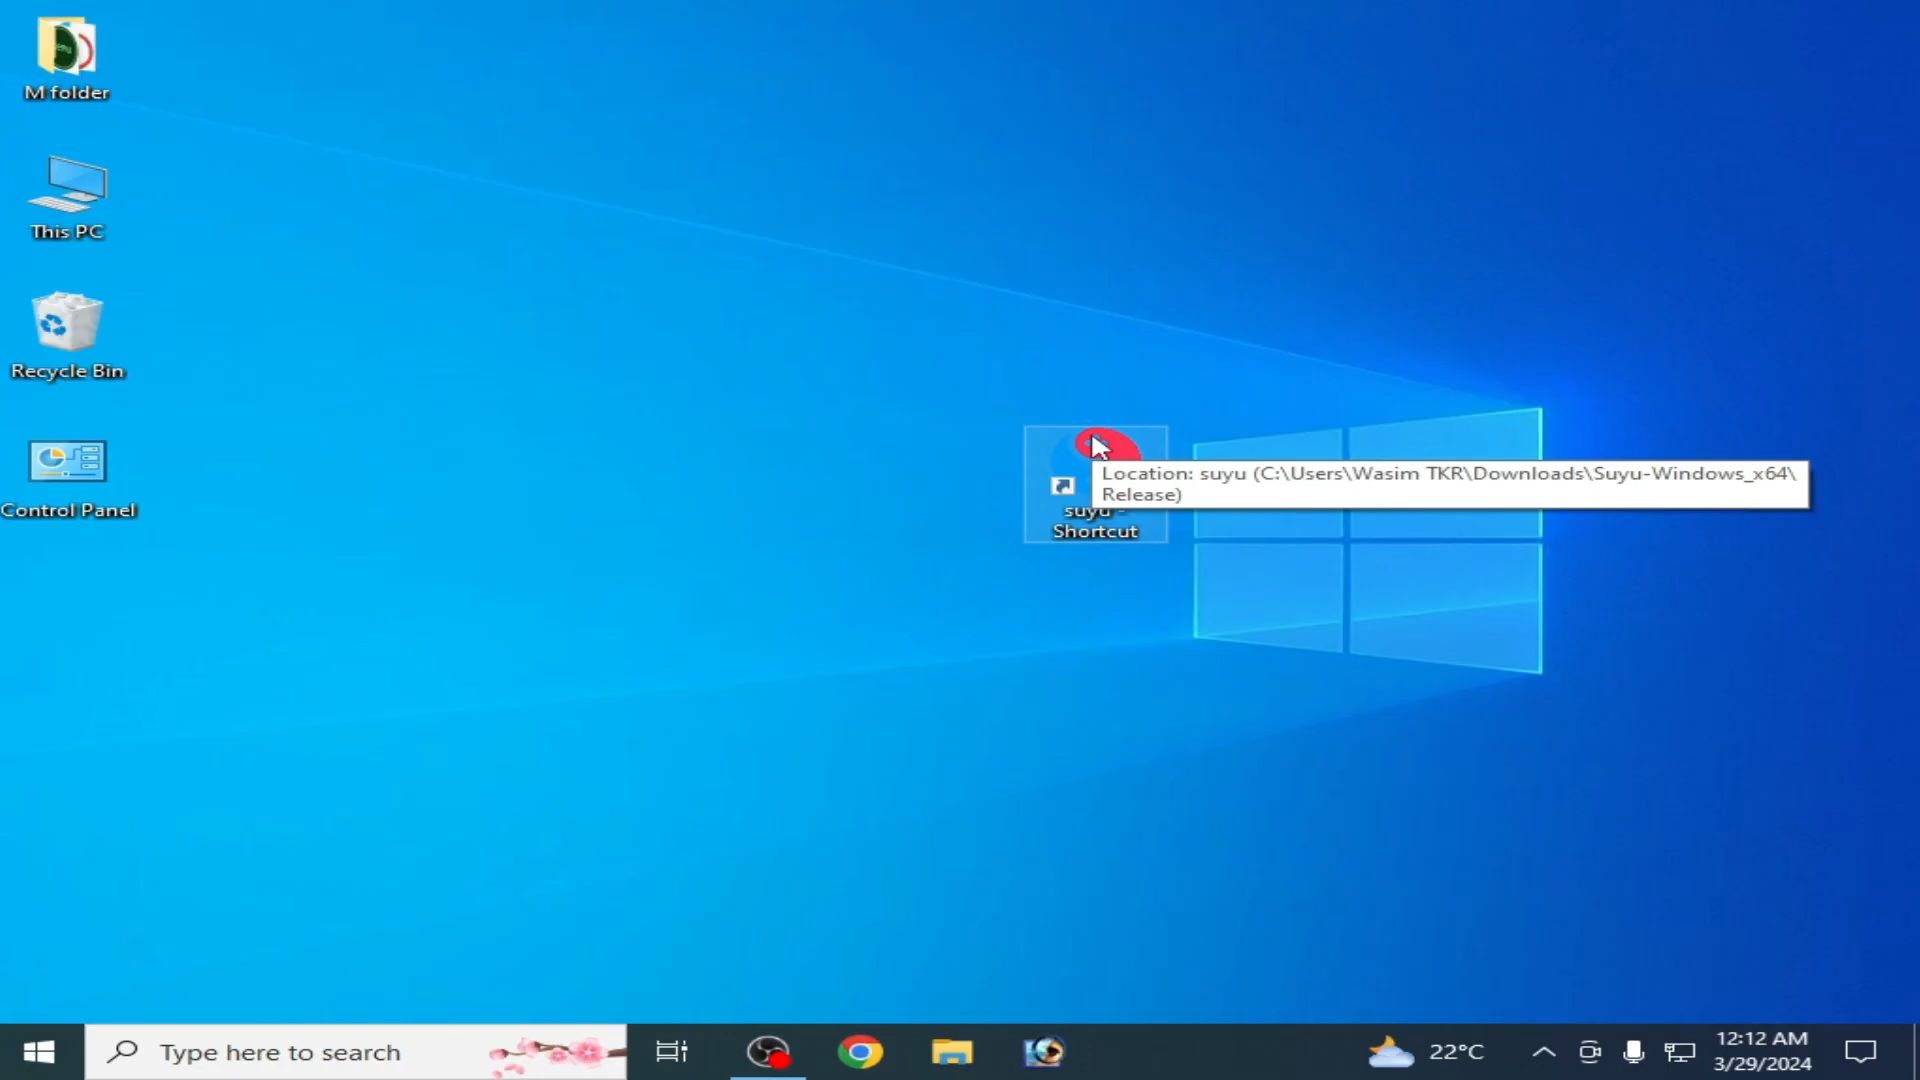 M folder
This PC
Recycle Bin
Control Panel
Location: suyu (C:\Users\Wasim TKR\Downloads\Suyu-Windows_x64\
Release)
suyu -
Shortcut
Type here to search
22°C
12:12 AM
3/29/2024